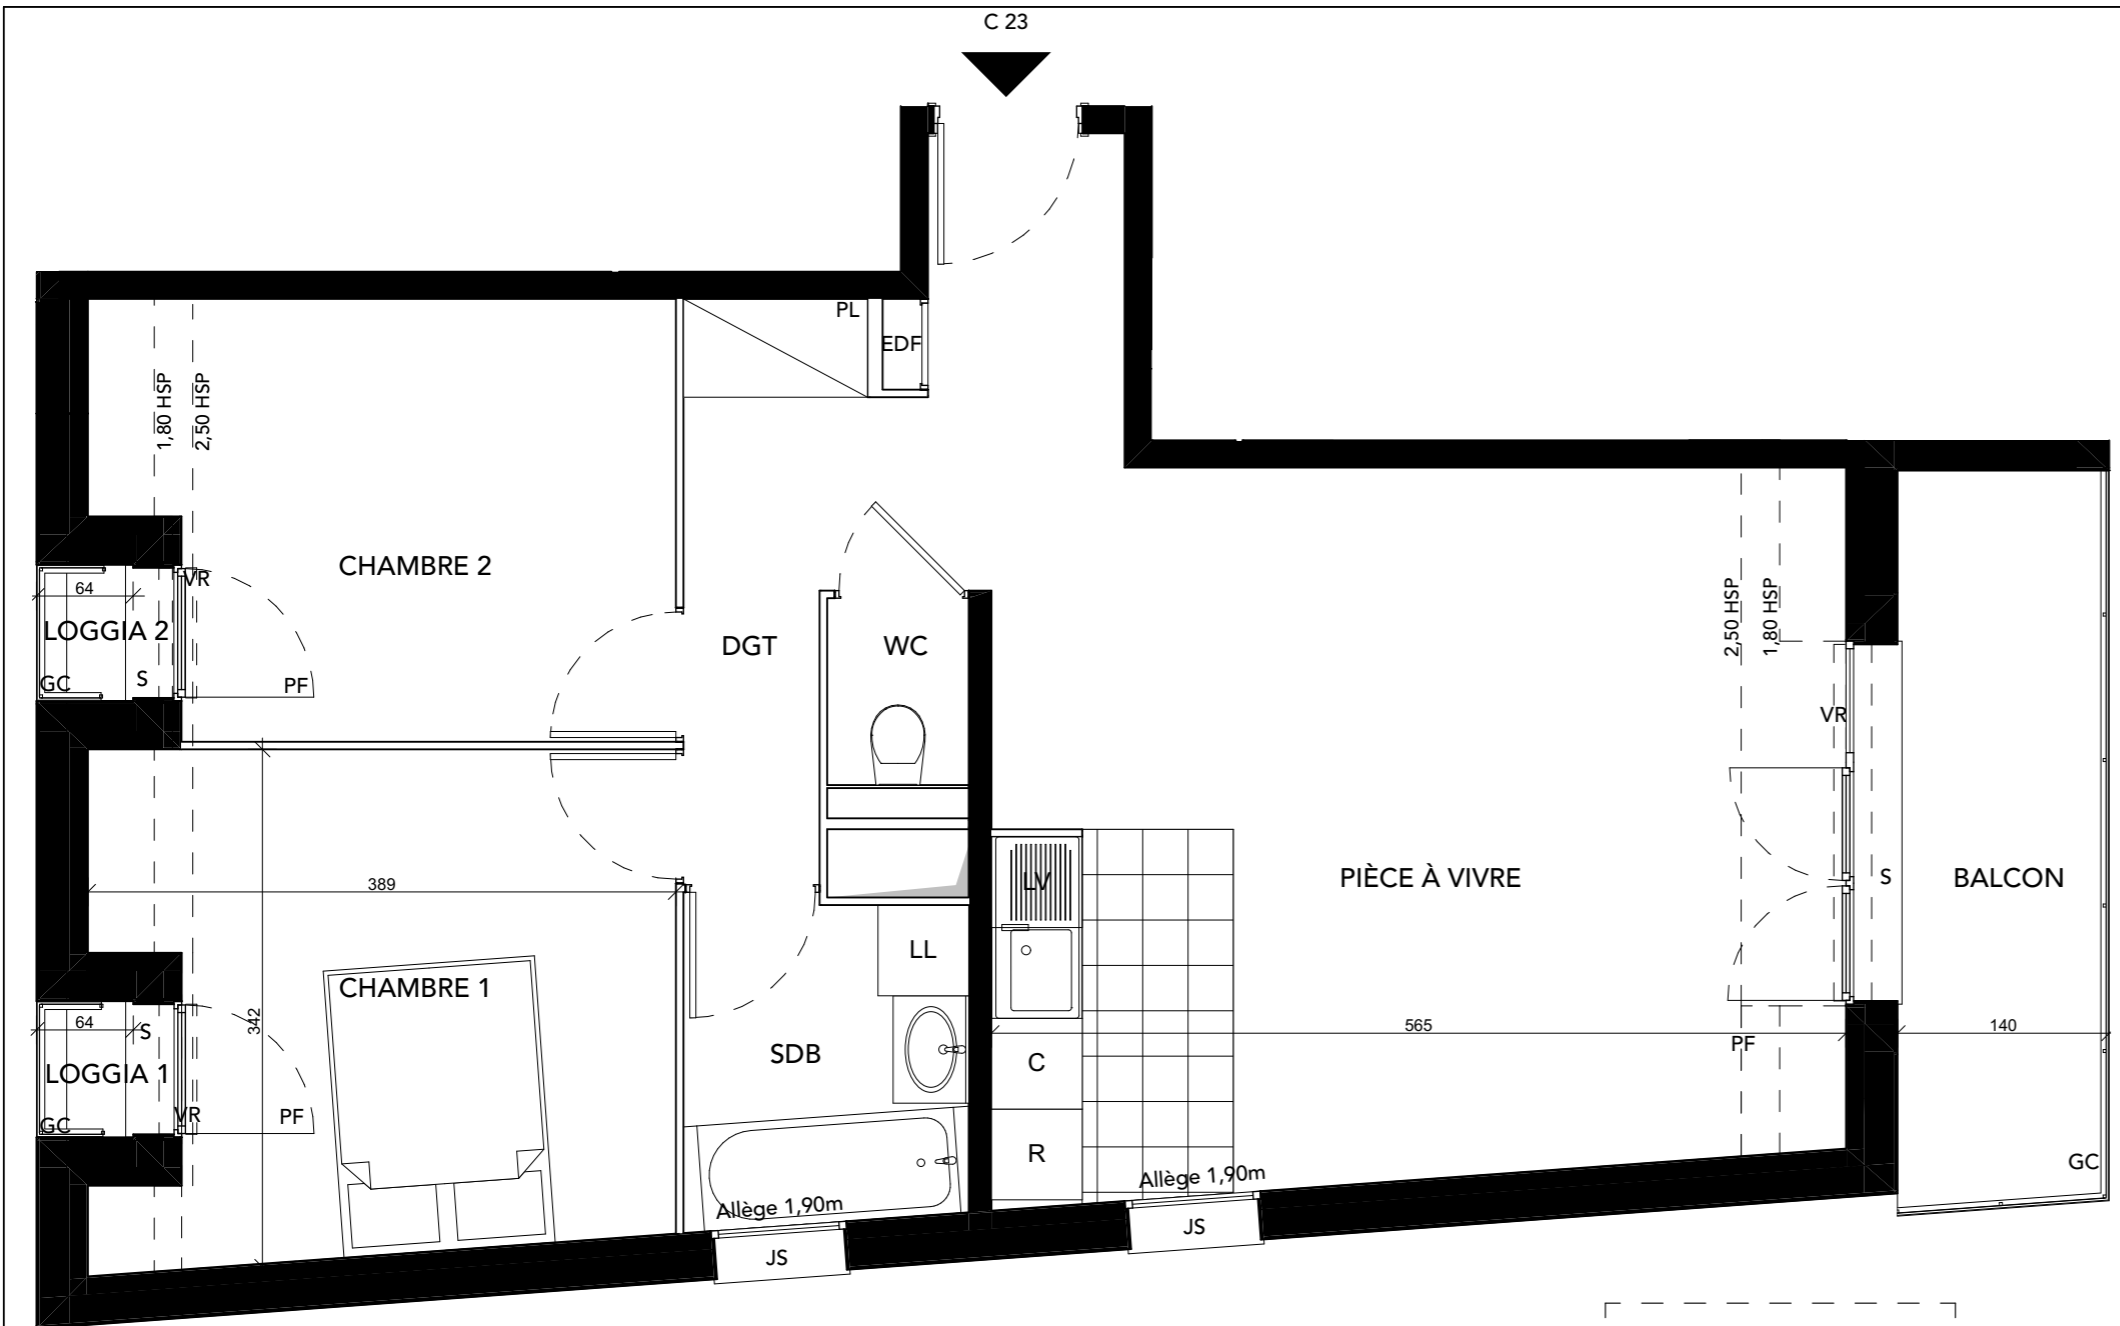 C 23
PL
EDF
1,80 HSP
2,50 HSP
CHAMBRE 2
VR
64
LOGGIA 2
GC
S
PF
DGT
WC
2,50 HSP
1,80 HSP
VR
389
LV
PIÈCE À VIVRE
S
BALCON
LL
CHAMBRE 1
64
S
342
LOGGIA 1
VR
PF
GC
SDB
C
565
140
PF
R
GC
Allège 1,90m
Allège 1,90m
JS
JS